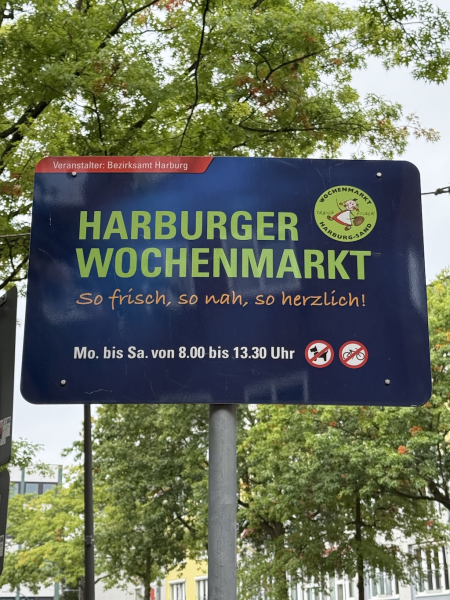 Veranstalter: Bezirksamt Harburg
WOCHENMARKT
HARBURG-SAND
HARBURGER
WOCHENMARKT
So frisch, so nah, so herzlich!
Mo. bis Sa. von 8.00 bis 13.30 Uhr